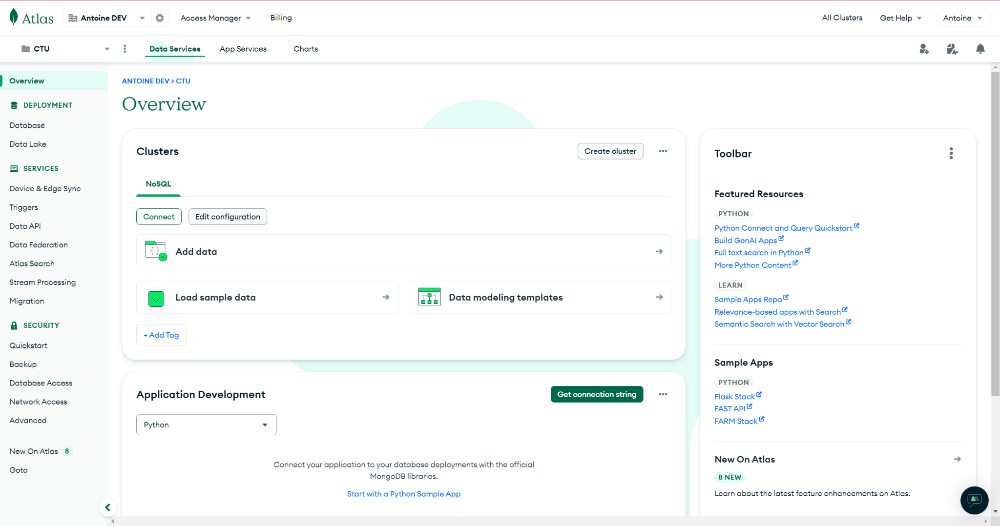 Atlas
Antoine DEV
Access Manager
Billing
All Clusters
Get Help
Antoine
CTU
Data Services
App Services
Charts
Overview
DEPLOYMENT
Database
Data Lake
SERVICES
Device & Edge Sync
Triggers
Data API
Data Federation
Atlas Search
Stream Processing
Migration
SECURITY
Quickstart
Backup
Database Access
Network Access
Advanced
New On Atlas 8
Goto
ANTOINE DEV > CTU
Overview
Clusters
Create cluster
NoSQL
Connect
Edit configuration
{ }
Add data
Load sample data
Data modeling templates
+ Add Tag
Application Development
Get connection string
Python
Connect your application to your database deployments with the official
MongoDB libraries.
Start with a Python Sample App
Toolbar
Featured Resources
PYTHON
Python Connect and Query Quickstart
Build GenAI Apps
Full text search in Python
More Python Content
LEARN
Sample Apps Repo
Relevance-based apps with Search
Semantic Search with Vector Search
Sample Apps
PYTHON
Flask Stack
FAST API
FARM Stack
New On Atlas
8 NEW
Learn about the latest feature enhancements on Atlas.